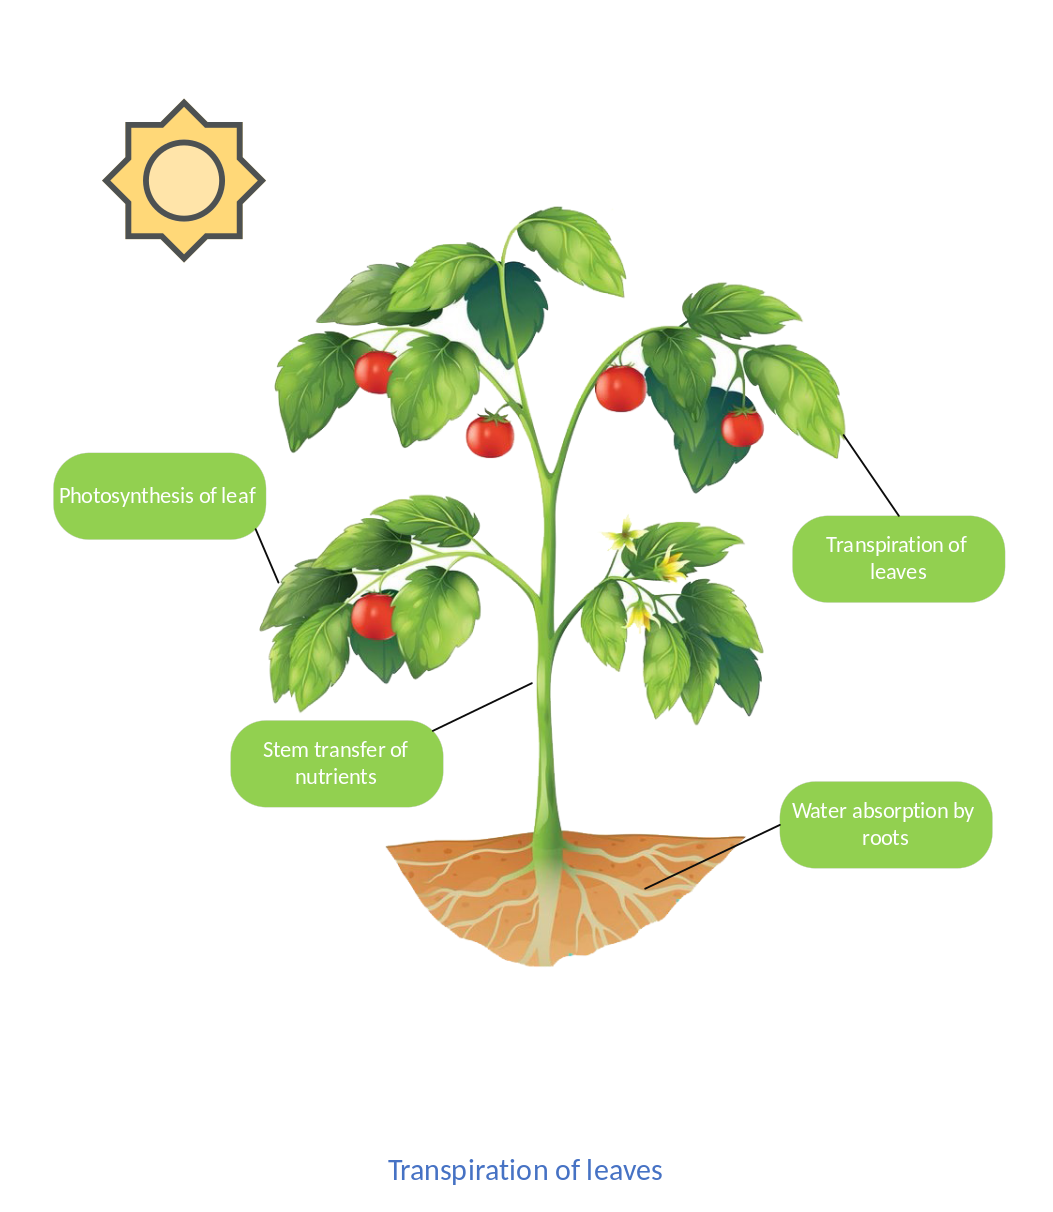 Photosynthesis of leaf
Transpiration of
leaves
Stem transfer of
nutrients
Water absorption by
roots
Transpiration of leaves